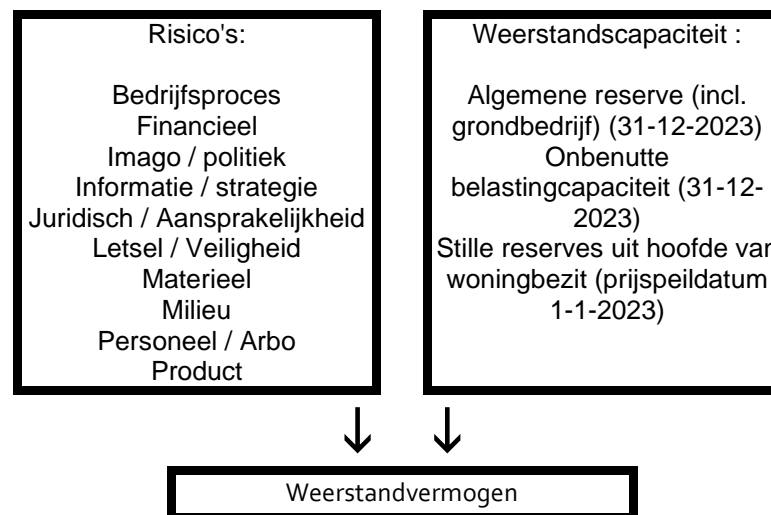 Risico's:
Bedrijfsproces
Financieel
Imago / politiek
Informatie / strategie
Juridisch / Aansprakelijkheid
Letsel / Veiligheid
Materieel
Milieu
Personeel / Arbo
Product
Weerstandscapaciteit :
Algemene reserve (incl.
grondbedrijf) (31-12-2023)
Onbenutte
belastingcapaciteit (31-12-
2023)
Stille reserves uit hoofde van
woningbezit (prijspeildatum
1-1-2023)
Weerstandvermogen